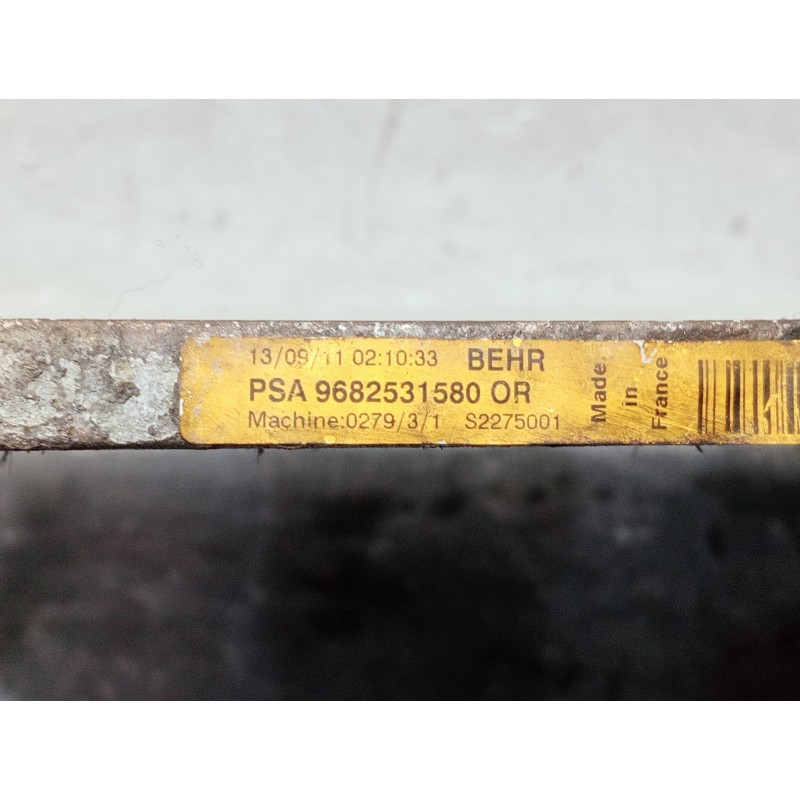 13/09/11 02:10:33 BEHR
PSA 9682531580 OR
Machine:0279/3/1 S2275001
Made
in
France